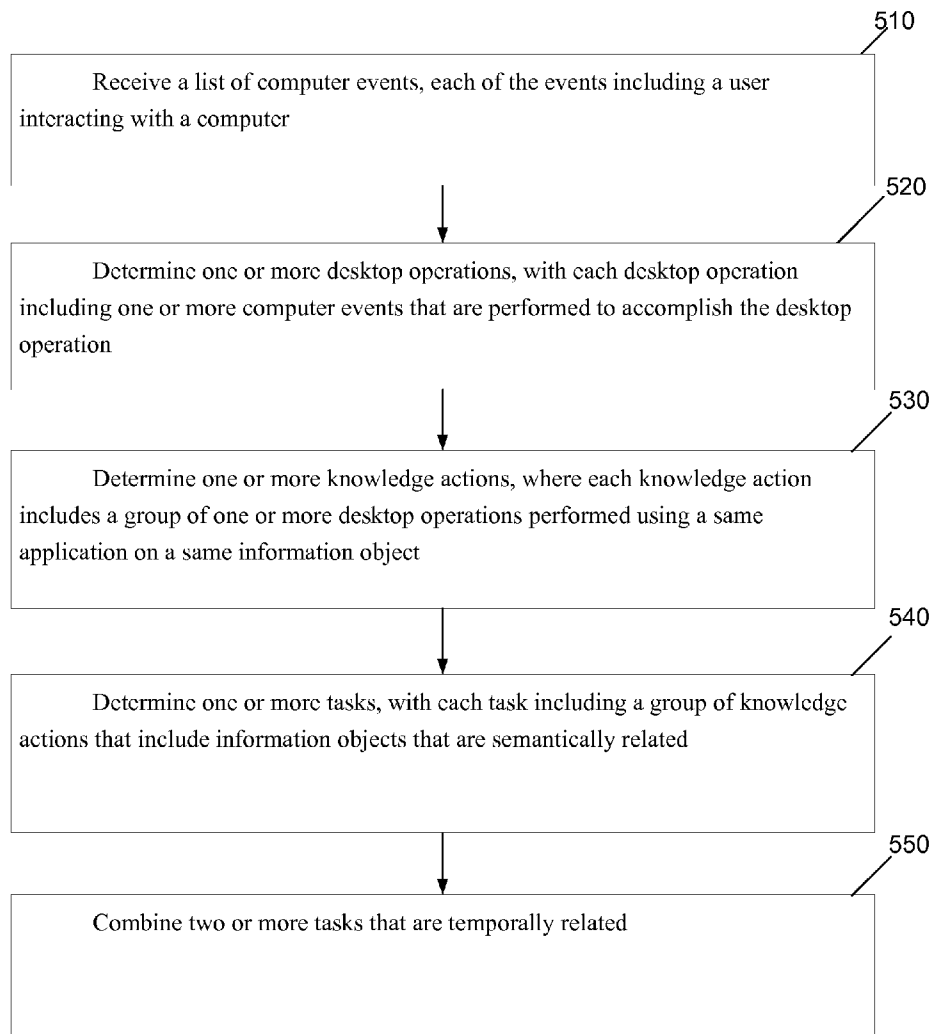 510
Receive a list of computer events, each of the events including a user
interacting with a computer
520
Determine one or more desktop operations, with each desktop operation
including one or more computer events that are performed to accomplish the desktop
operation
530
Determine one or more knowledge actions, where each knowledge action
includes a group of one or more desktop operations performed using a same
application on a same information object
540
Determine one or more tasks, with each task including a group of knowledge
actions that include information objects that are semantically related
550
Combine two or more tasks that are temporally related